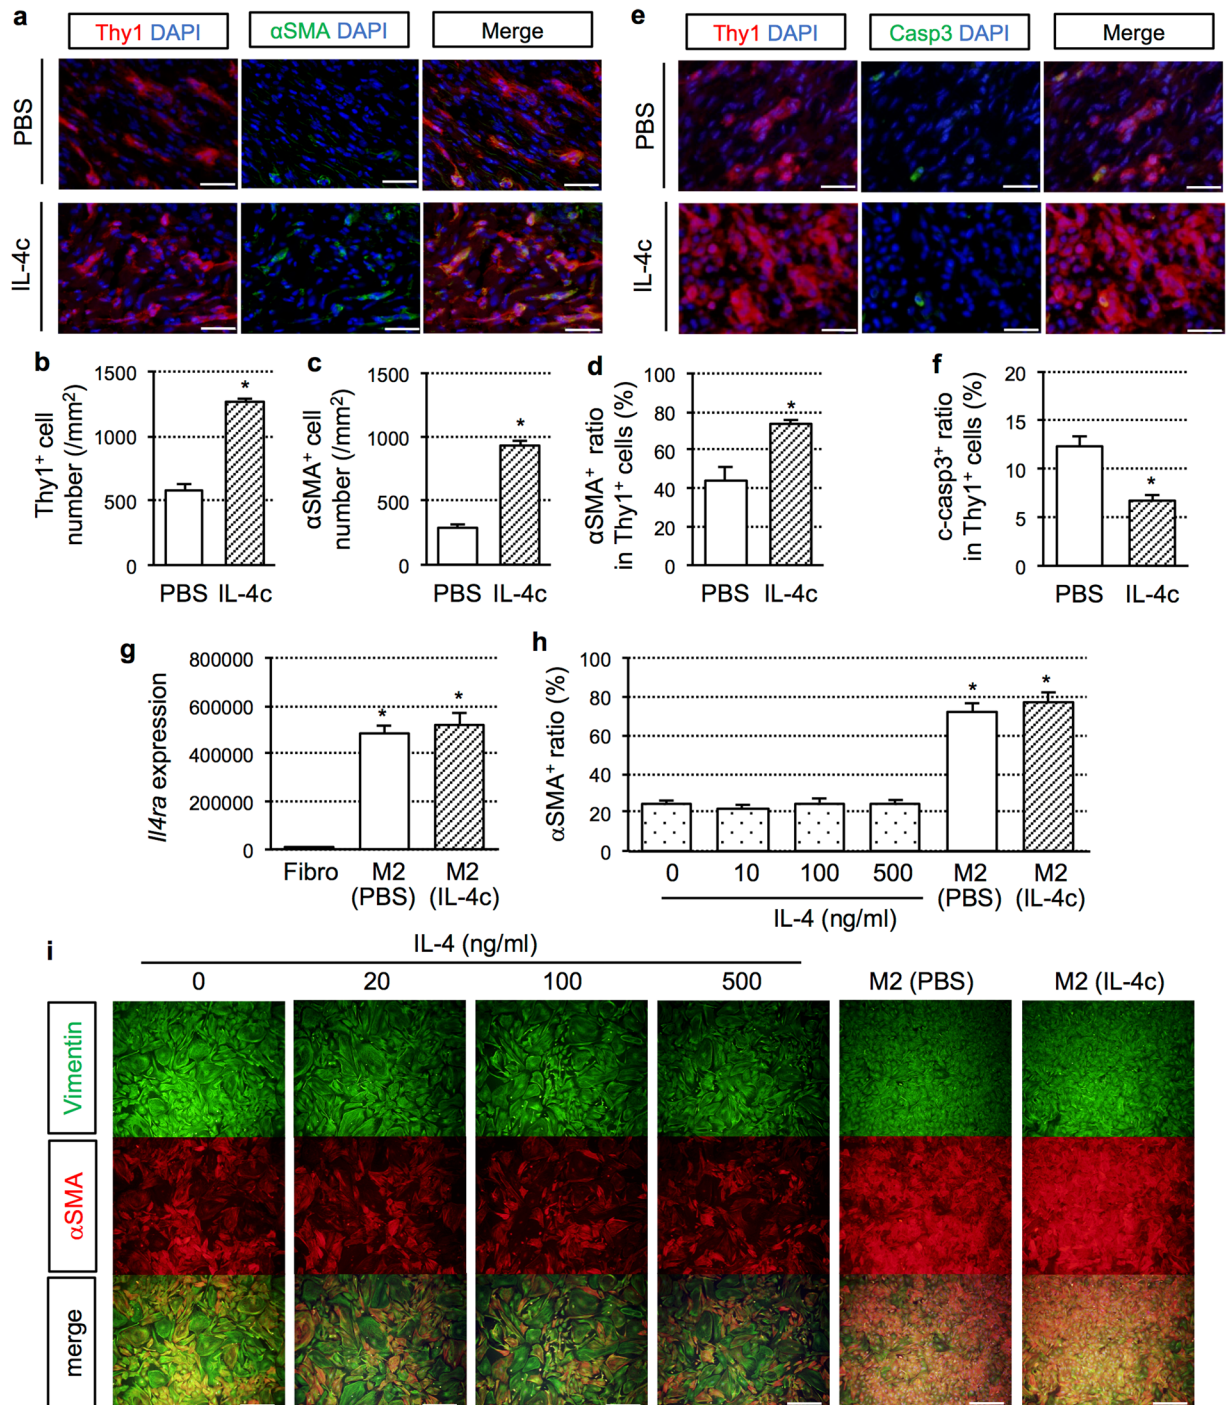 a
Thy1 DAPI
αSMA DAPI
Merge
PBS
IL-4c
e
Thy1 DAPI
Casp3 DAPI
Merge
PBS
IL-4c
b
Thy1+ cell
number (/mm2)
1500
1000
500
0
*
PBS IL-4c
c
αSMA+ cell
number (/mm2)
1500
1000
500
0
*
PBS IL-4c
d
αSMA+ ratio
in Thy1+ cells (%)
100
80
60
40
20
0
*
PBS IL-4c
f
c-casp3+ ratio
in Thy1+ cells (%)
20
15
10
5
0
*
PBS IL-4c
g
Il4ra expression
800000
600000
400000
200000
0
*
*
Fibro
M2
(PBS)
M2
(IL-4c)
h
αSMA+ ratio (%)
100
80
60
40
20
0
*
*
0 10 100 500
IL-4 (ng/ml)
M2
(PBS)
M2
(IL-4c)
i
IL-4 (ng/ml)
0 20 100 500 M2 (PBS) M2 (IL-4c)
Vimentin
αSMA
merge